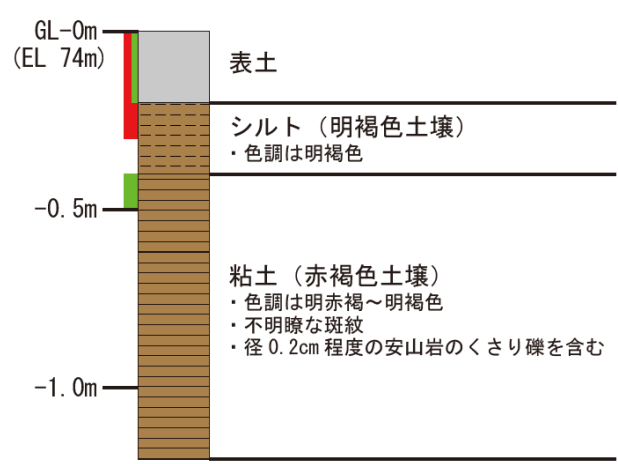 GL-0m
(EL 74m)
表土
シルト（明褐色土壌）
・色調は明褐色
-0.5m
粘土（赤褐色土壌）
・色調は明赤褐～明褐色
・不明瞭な斑紋
・径0.2cm程度の安山岩のくさり礫を含む
-1.0m